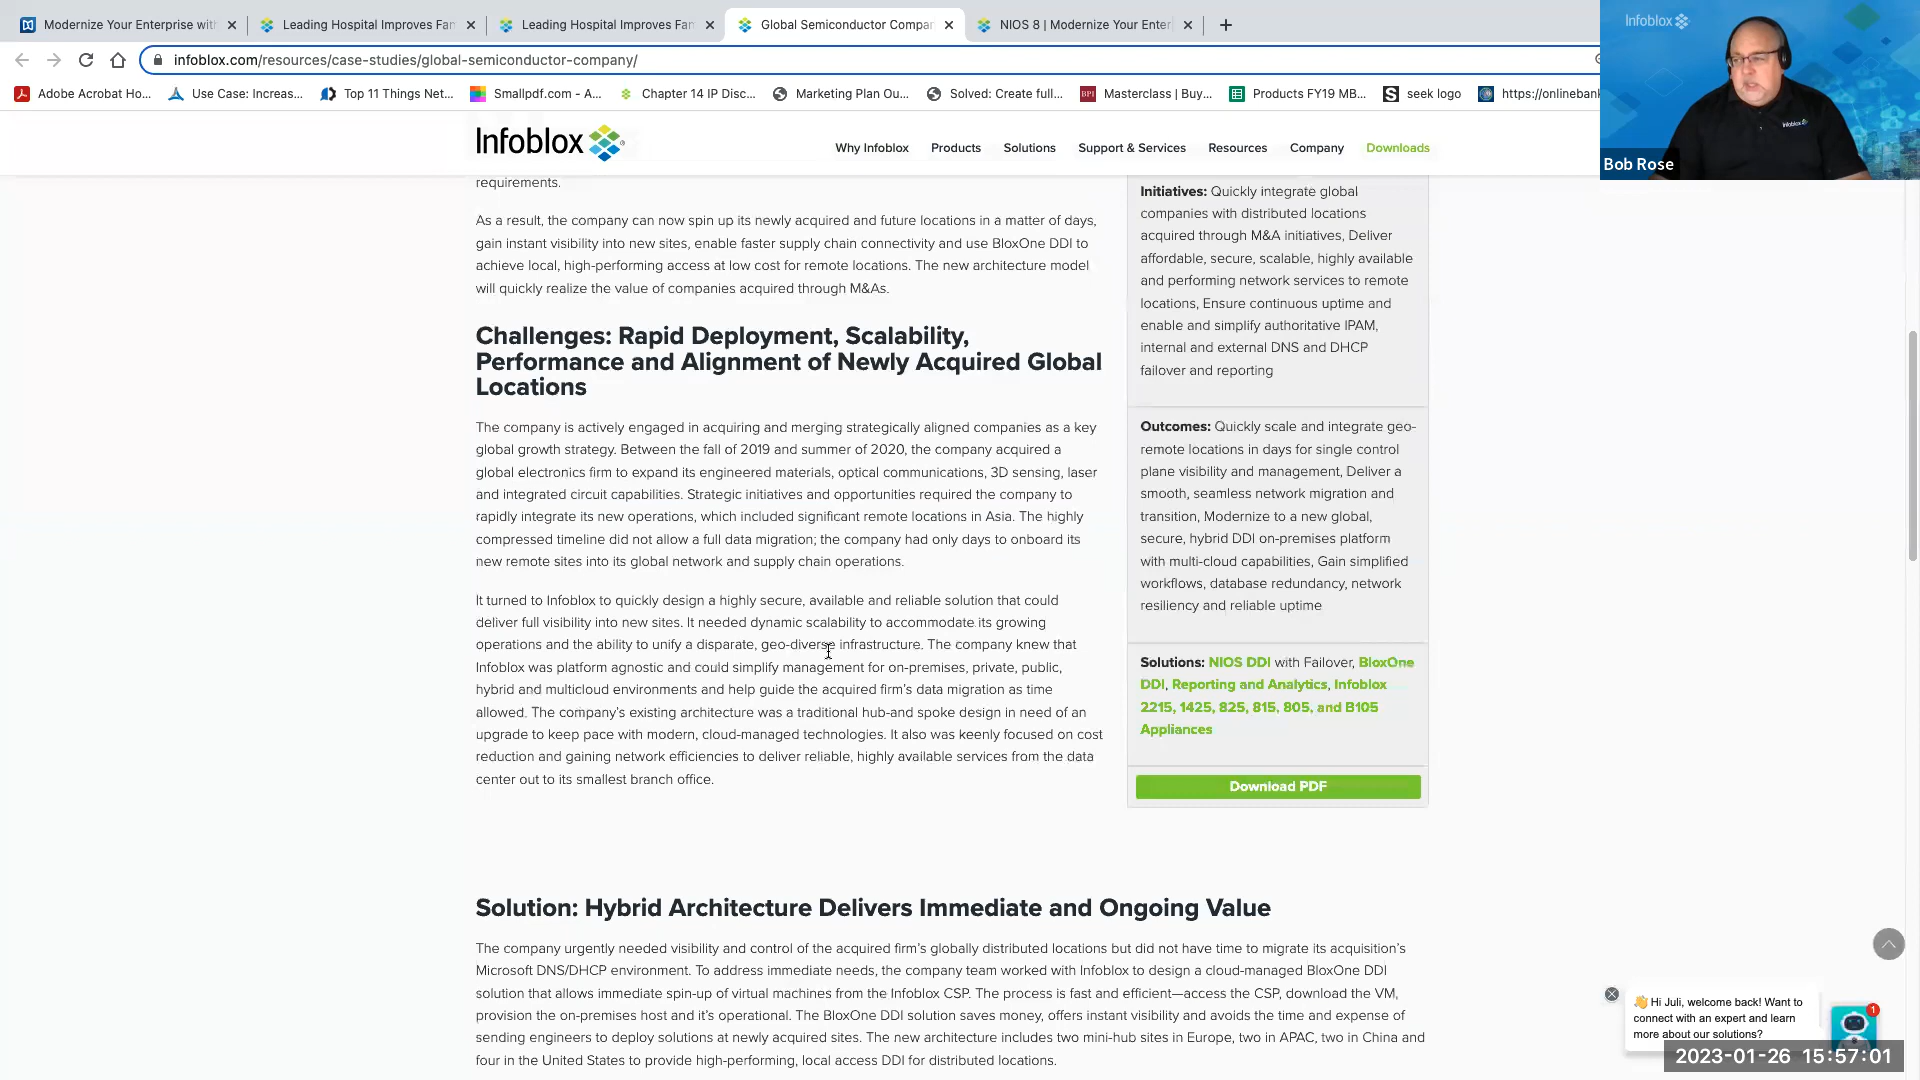 Modernize Your Enterprise with
Leading Hospital Improves Fan
Leading Hospital Improves Fan
Global Semiconductor Compan
NIOS 8 | Modernize Your Enter
infoblox.com/resources/case-studies/global-semiconductor-company/
Adobe Acrobat Ho...
Use Case: Increas...
Top 11 Things Net...
Smallpdf.com - A...
Chapter 14 IP Disc...
Marketing Plan Ou...
Solved: Create full...
Masterclass | Buy...
Products FY19 MB...
seek logo
https://onlinebank
Infoblox
Infoblox
Bob Rose
Infoblox
Why Infoblox
Products
Solutions
Support & Services
Resources
Company
Downloads
requirements.
As a result, the company can now spin up its newly acquired and future locations in a matter of days,
gain instant visibility into new sites, enable faster supply chain connectivity and use BloxOne DDI to
achieve local, high-performing access at low cost for remote locations. The new architecture model
will quickly realize the value of companies acquired through M&As.
Challenges: Rapid Deployment, Scalability,
Performance and Alignment of Newly Acquired Global
Locations
The company is actively engaged in acquiring and merging strategically aligned companies as a key
global growth strategy. Between the fall of 2019 and summer of 2020, the company acquired a
global electronics firm to expand its engineered materials, optical communications, 3D sensing, laser
and integrated circuit capabilities. Strategic initiatives and opportunities required the company to
rapidly integrate its new operations, which included significant remote locations in Asia. The highly
compressed timeline did not allow a full data migration; the company had only days to onboard its
new remote sites into its global network and supply chain operations.
It turned to Infoblox to quickly design a highly secure, available and reliable solution that could
deliver full visibility into new sites. It needed dynamic scalability to accommodate its growing
operations and the ability to unify a disparate, geo-diverse infrastructure. The company knew that
Infoblox was platform agnostic and could simplify management for on-premises, private, public,
hybrid and multicloud environments and help guide the acquired firm's data migration as time
allowed. The company's existing architecture was a traditional hub-and spoke design in need of an
upgrade to keep pace with modern, cloud-managed technologies. It also was keenly focused on cost
reduction and gaining network efficiencies to deliver reliable, highly available services from the data
center out to its smallest branch office.
Initiatives: Quickly integrate global
companies with distributed locations
acquired through M&A initiatives, Deliver
affordable, secure, scalable, highly available
and performing network services to remote
locations, Ensure continuous uptime and
enable and simplify authoritative IPAM,
internal and external DNS and DHCP
failover and reporting
Outcomes: Quickly scale and integrate geo-
remote locations in days for single control
plane visibility and management, Deliver a
smooth, seamless network migration and
transition, Modernize to a new global,
secure, hybrid DDI on-premises platform
with multi-cloud capabilities, Gain simplified
workflows, database redundancy, network
resiliency and reliable uptime
Solutions: NIOS DDI with Failover, BloxOne
DDI, Reporting and Analytics, Infoblox
2215, 1425, 825, 815, 805, and B105
Appliances
Download PDF
Solution: Hybrid Architecture Delivers Immediate and Ongoing Value
The company urgently needed visibility and control of the acquired firm's globally distributed locations but did not have time to migrate its acquisition's
Microsoft DNS/DHCP environment. To address immediate needs, the company team worked with Infoblox to design a cloud-managed BloxOne DDI
solution that allows immediate spin-up of virtual machines from the Infoblox CSP. The process is fast and efficient—access the CSP, download the VM,
provision the on-premises host and it's operational. The BloxOne DDI solution saves money, offers instant visibility and avoids the time and expense of
sending engineers to deploy solutions at newly acquired sites. The new architecture includes two mini-hub sites in Europe, two in APAC, two in China and
four in the United States to provide high-performing, local access DDI for distributed locations.
👋 Hi Juli, welcome back! Want to
connect with an expert and learn
more about our solutions?
1
2023-01-26 15:57:01